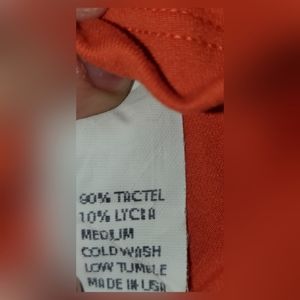 90% TACTEL
10% LYCRA
MEDIUM
COLD WASH
LOW TUMBLE
MADE IN USA